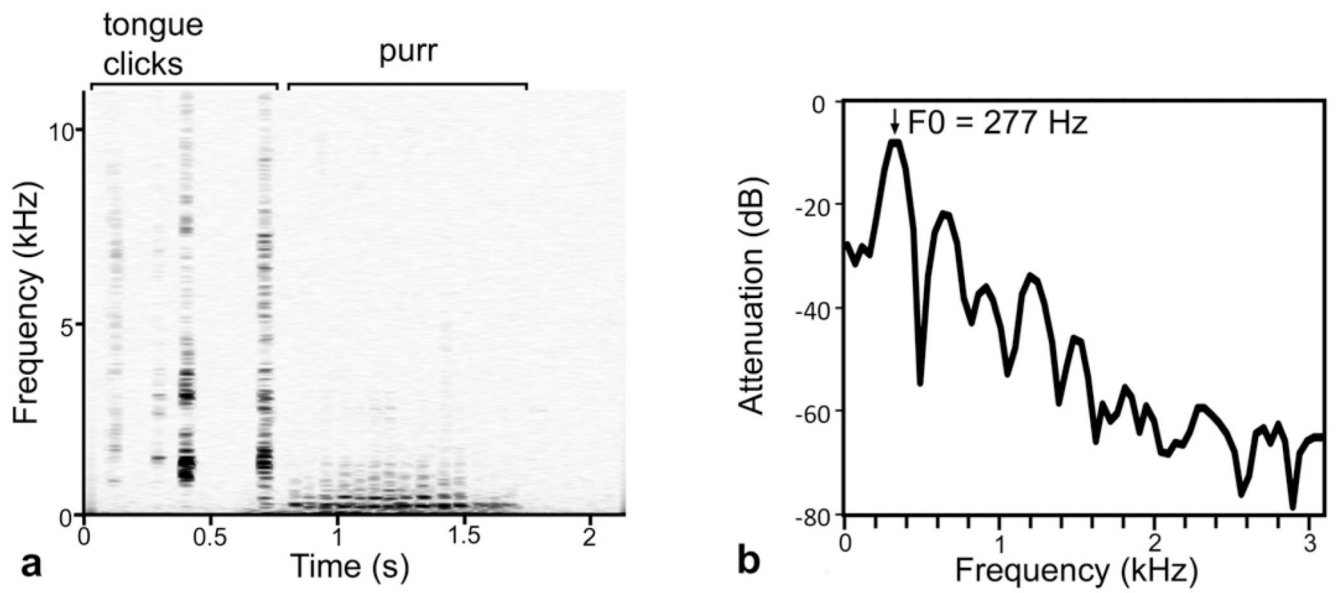 tongue
clicks
purr
10
5
0
Frequency (kHz)
0
0.5
1
1.5
2
Time (s)
a
0
-20
-40
-60
-80
Attenuation (dB)
↓F0 = 277 Hz
0
1
2
3
Frequency (kHz)
b